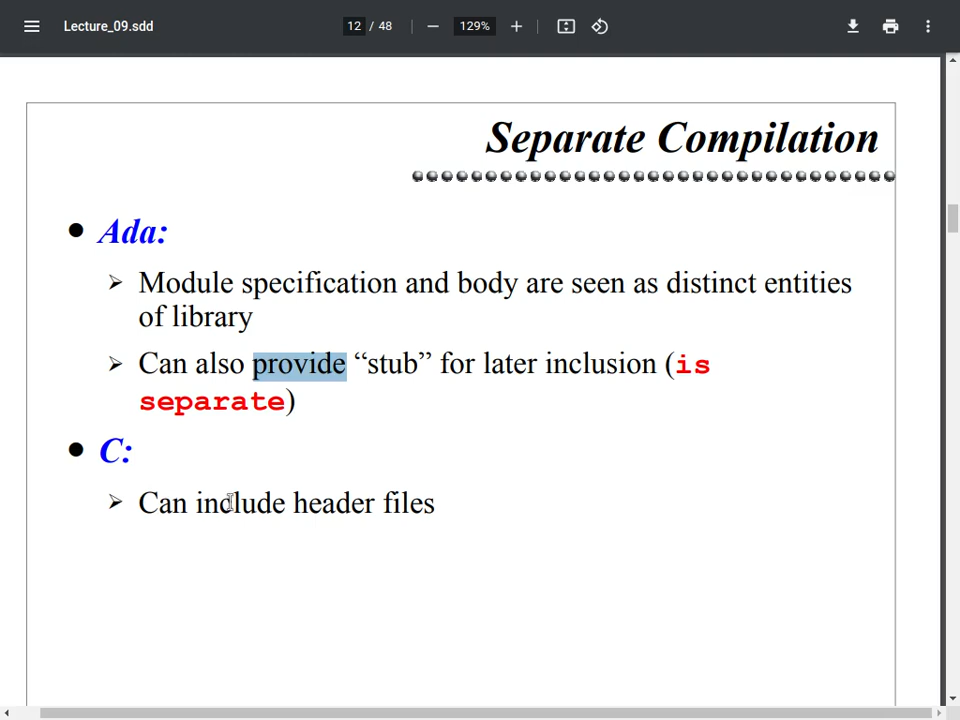 Lecture_09.sdd 12 / 48 129%
Separate Compilation
Ada:
Module specification and body are seen as distinct entities
of library
Can also provide “stub” for later inclusion (is
separate)
C:
Can include header files